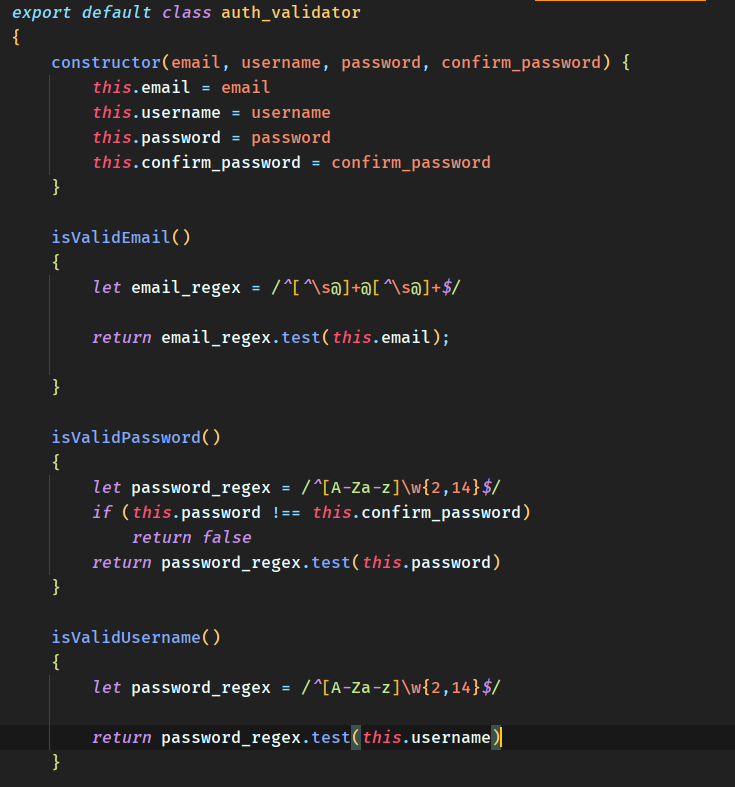 export default class auth_validator
{
    constructor(email, username, password, confirm_password) {
        this.email = email
        this.username = username
        this.password = password
        this.confirm_password = confirm_password
    }

    isValidEmail()
    {
        let email_regex = /^[^\s@]+@[^\s@]+$/

        return email_regex.test(this.email);

    }

    isValidPassword()
    {
        let password_regex = /^[A-Za-z]\w{2,14}$/
        if (this.password !== this.confirm_password)
            return false
        return password_regex.test(this.password)
    }

    isValidUsername()
    {
        let password_regex = /^[A-Za-z]\w{2,14}$/

        return password_regex.test(this.username)
    }